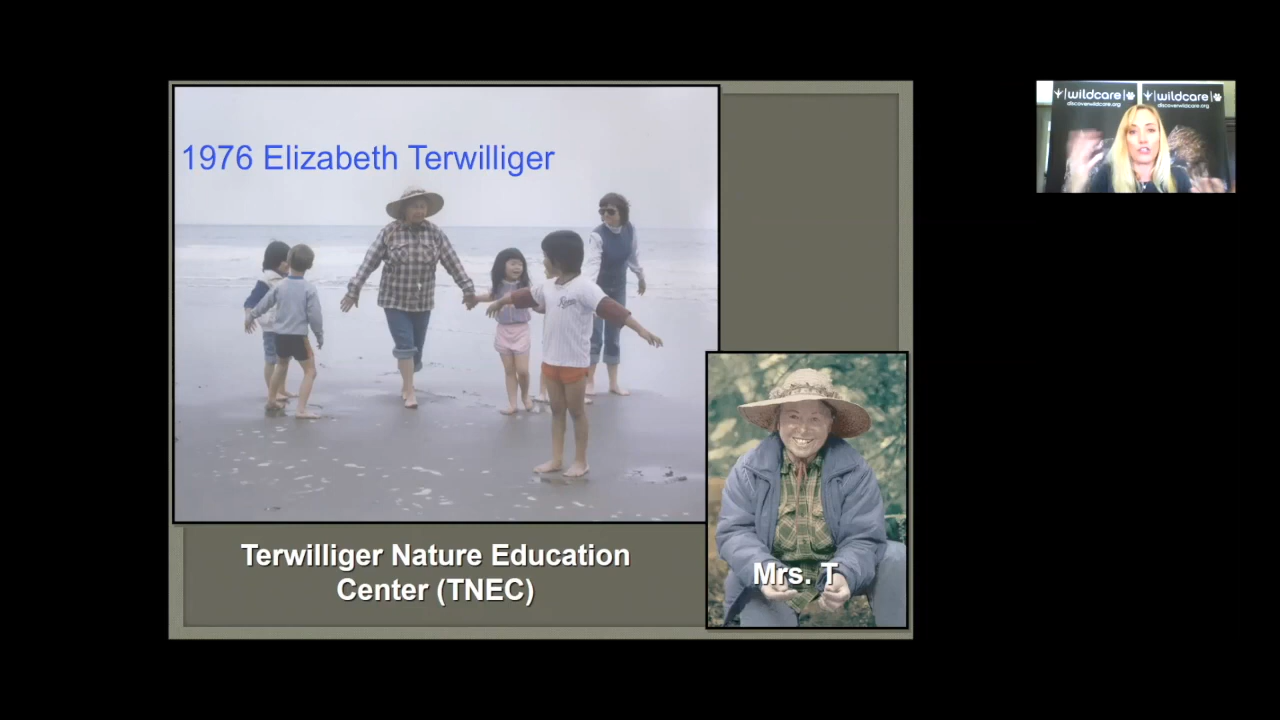 1976 Elizabeth Terwilliger
Terwilliger Nature Education
Center (TNEC)
Mrs. T
wildcare
discoverwildcare.org
wildcare
discoverwildcare.org